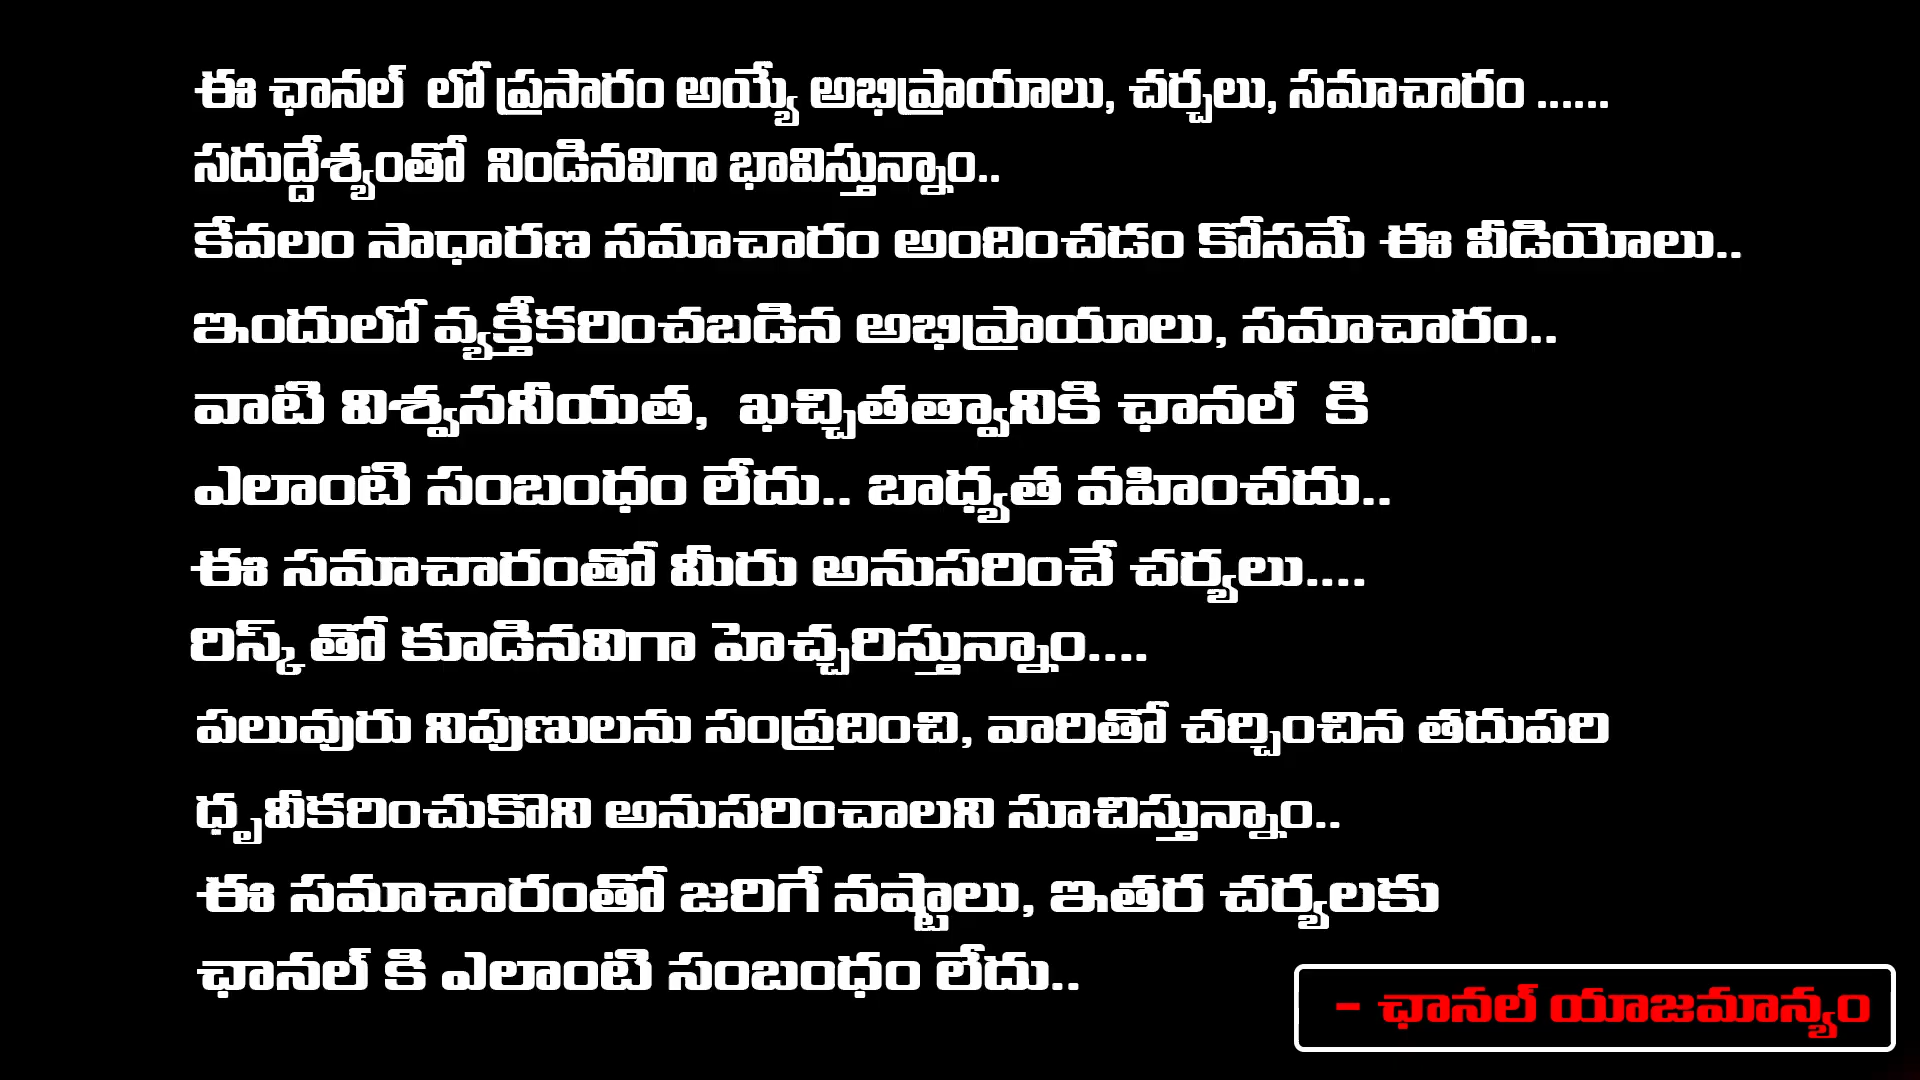 ఈ ఛానల్ లో ప్రసారం అయ్యే అభిప్రాయాలు, చర్చలు, సమాచారం ......
సదుద్దేశ్యంతో నిండినవిగా భావిస్తున్నాం..
కేవలం సాధారణ సమాచారం అందించడం కోసమే ఈ వీడియోలు..
ఇందులో వ్యక్తీకరించబడిన అభిప్రాయాలు, సమాచారం..
వాటి విశ్వసనీయత, ఖచ్చితత్వానికి ఛానల్ కి
ఎలాంటి సంబంధం లేదు.. బాధ్యత వహించదు..
ఈ సమాచారంతో మీరు అనుసరించే చర్యలు....
రిస్క్ తో కూడినవిగా హెచ్చరిస్తున్నాం....
పలువురు నిపుణులను సంప్రదించి, వారితో చర్చించిన తదుపరి
ధృవీకరించుకొని అనుసరించాలని సూచిస్తున్నాం..
ఈ సమాచారంతో జరిగే నష్టాలు, ఇతర చర్యలకు
ఛానల్ కి ఎలాంటి సంబంధం లేదు..
- ఛానల్ యాజమాన్యం